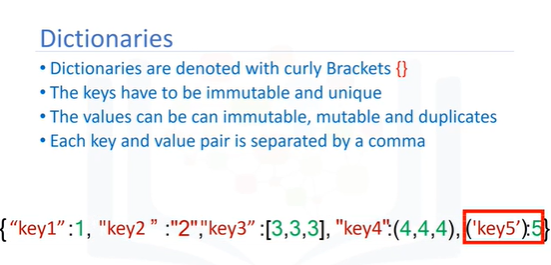 Dictionaries
• Dictionaries are denoted with curly Brackets {}
• The keys have to be immutable and unique
• The values can be can immutable, mutable and duplicates
• Each key and value pair is separated by a comma
{“key1”:1, "key2 ” :"2","key3” :[3,3,3], "key4":(4,4,4), ('key5’):5}